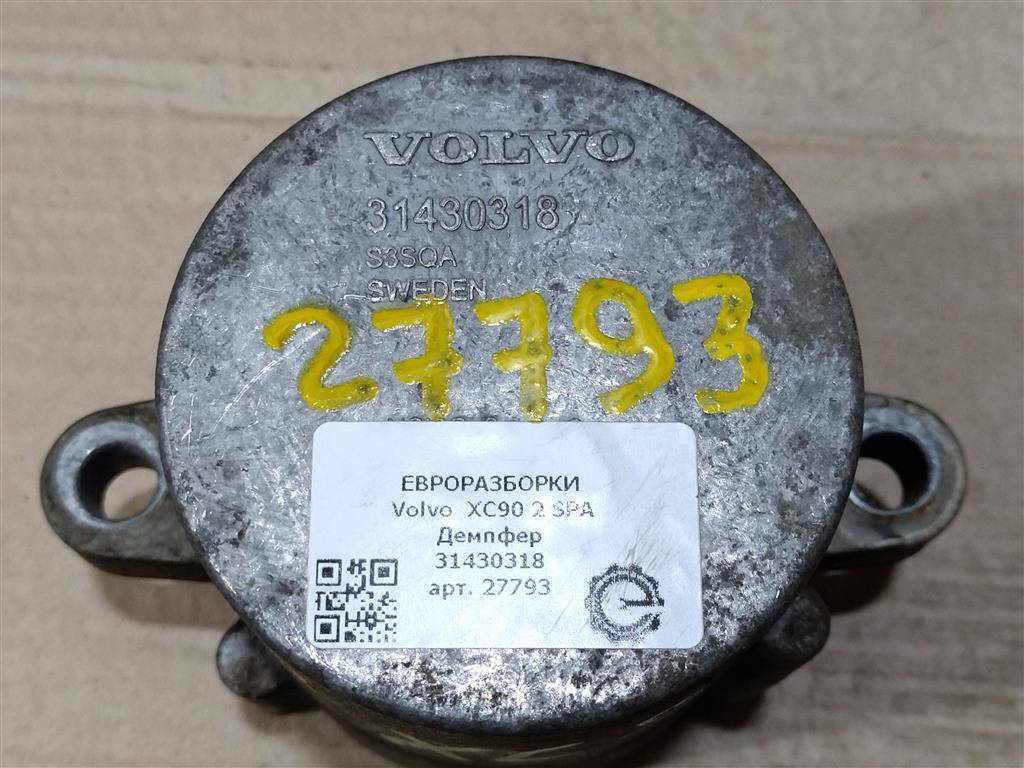 VOLVO
31430318
S3SQA
SWEDEN
27793
ЕВРОРАЗБОРКИ
Volvo XC90 2 SPA
Демпфер
31430318
арт. 27793